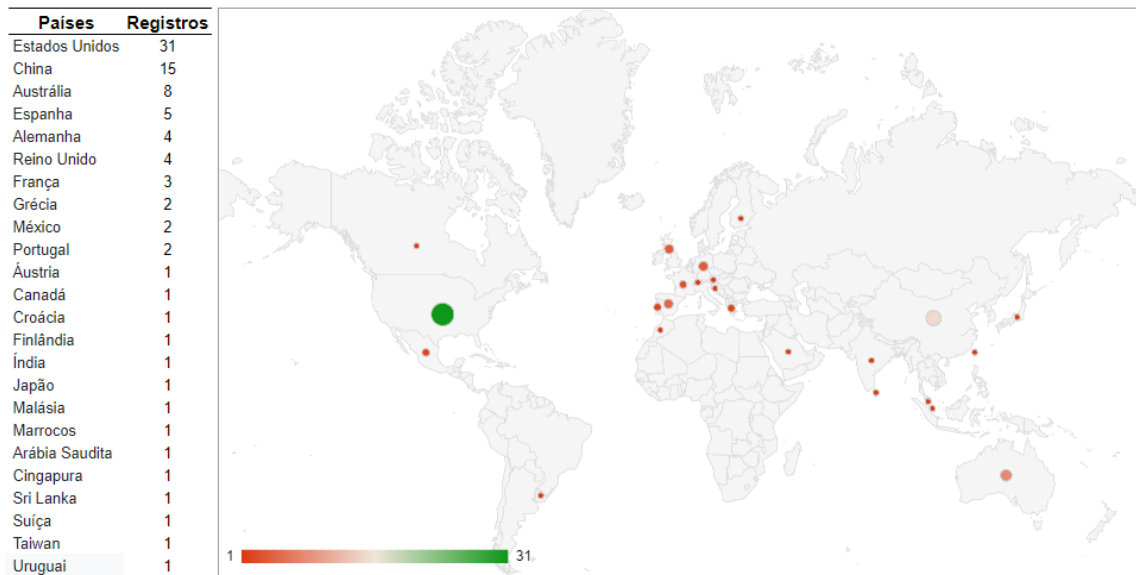 Países Registros
Estados Unidos 31
China 15
Austrália 8
Espanha 5
Alemanha 4
Reino Unido 4
França 3
Grécia 2
México 2
Portugal 2
Áustria 1
Canadá 1
Croácia 1
Finlândia 1
Índia 1
Japão 1
Malásia 1
Marrocos 1
Arábia Saudita 1
Cingapura 1
Sri Lanka 1
Suíça 1
Taiwan 1
Uruguai 1
1 31